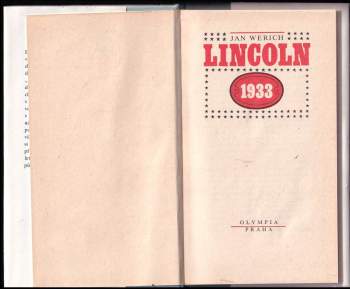 JAN WERICH
LINCOLN
1933
OLYMPIA
PRAHA